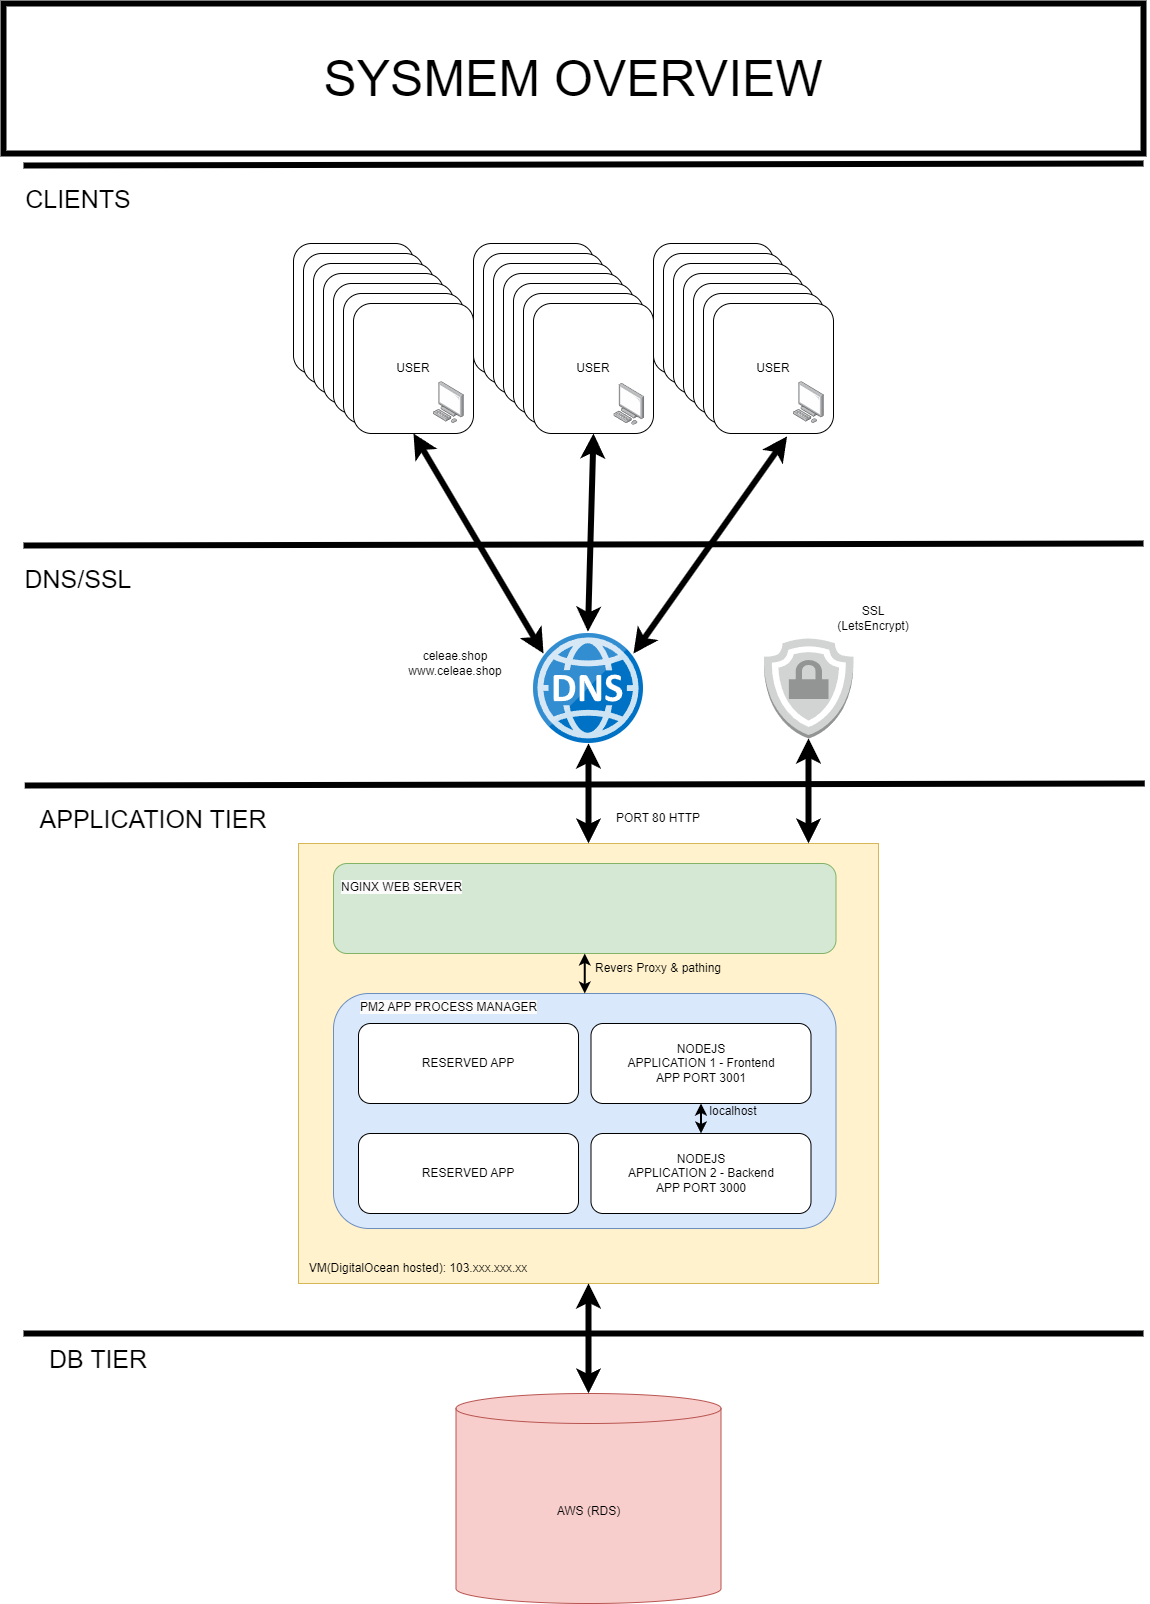 SYSMEM OVERVIEW
CLIENTS
USER
USER
USER
DNS/SSL
SSL
(LetsEncrypt)
celeae.shop
www.celeae.shop
DNS
APPLICATION TIER
PORT 80 HTTP
NGINX WEB SERVER
Revers Proxy & pathing
PM2 APP PROCESS MANAGER
RESERVED APP
NODEJS
APPLICATION 1 - Frontend
APP PORT 3001
localhost
RESERVED APP
NODEJS
APPLICATION 2 - Backend
APP PORT 3000
VM(DigitalOcean hosted): 103.xxx.xxx.xx
DB TIER
AWS (RDS)